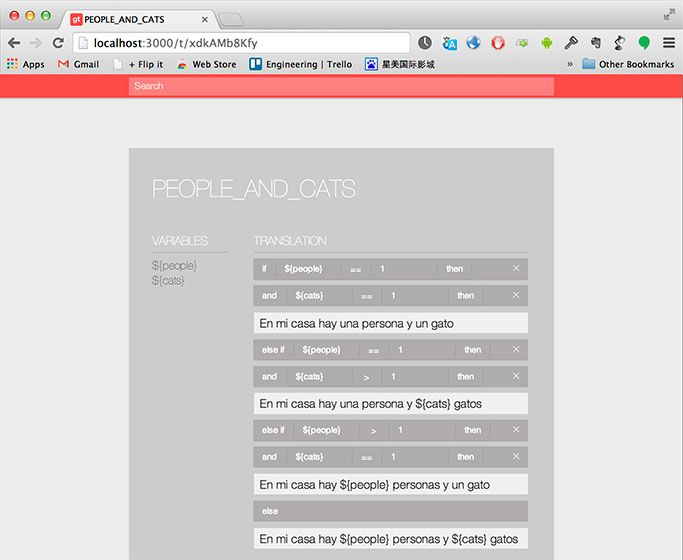 gt PEOPLE_AND_CATS
localhost:3000/t/xdkAMb8Kfy
Apps Gmail + Flip it Web Store Engineering | Trello 星美国际影城 » Other Bookmarks
Search
PEOPLE_AND_CATS
VARIABLES
${people}
${cats}
TRANSLATION
if ${people} == 1 then
and ${cats} == 1 then
En mi casa hay una persona y un gato
else if ${people} == 1 then
and ${cats} > 1 then
En mi casa hay una persona y ${cats} gatos
else if ${people} > 1 then
and ${cats} == 1 then
En mi casa hay ${people} personas y un gato
else
En mi casa hay ${people} personas y ${cats} gatos